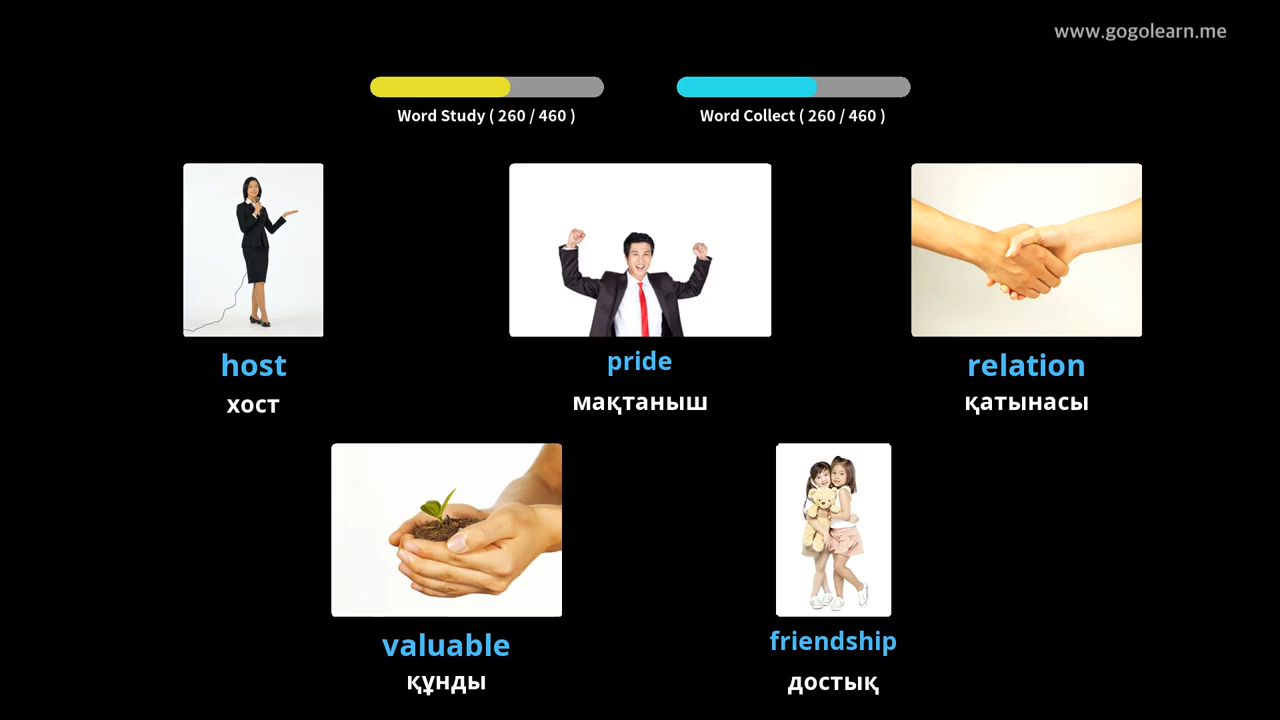 www.gogolearn.me
Word Study ( 260 / 460 )
Word Collect ( 260 / 460 )
host
хост
pride
мақтаныш
relation
қатынасы
valuable
құнды
friendship
достық